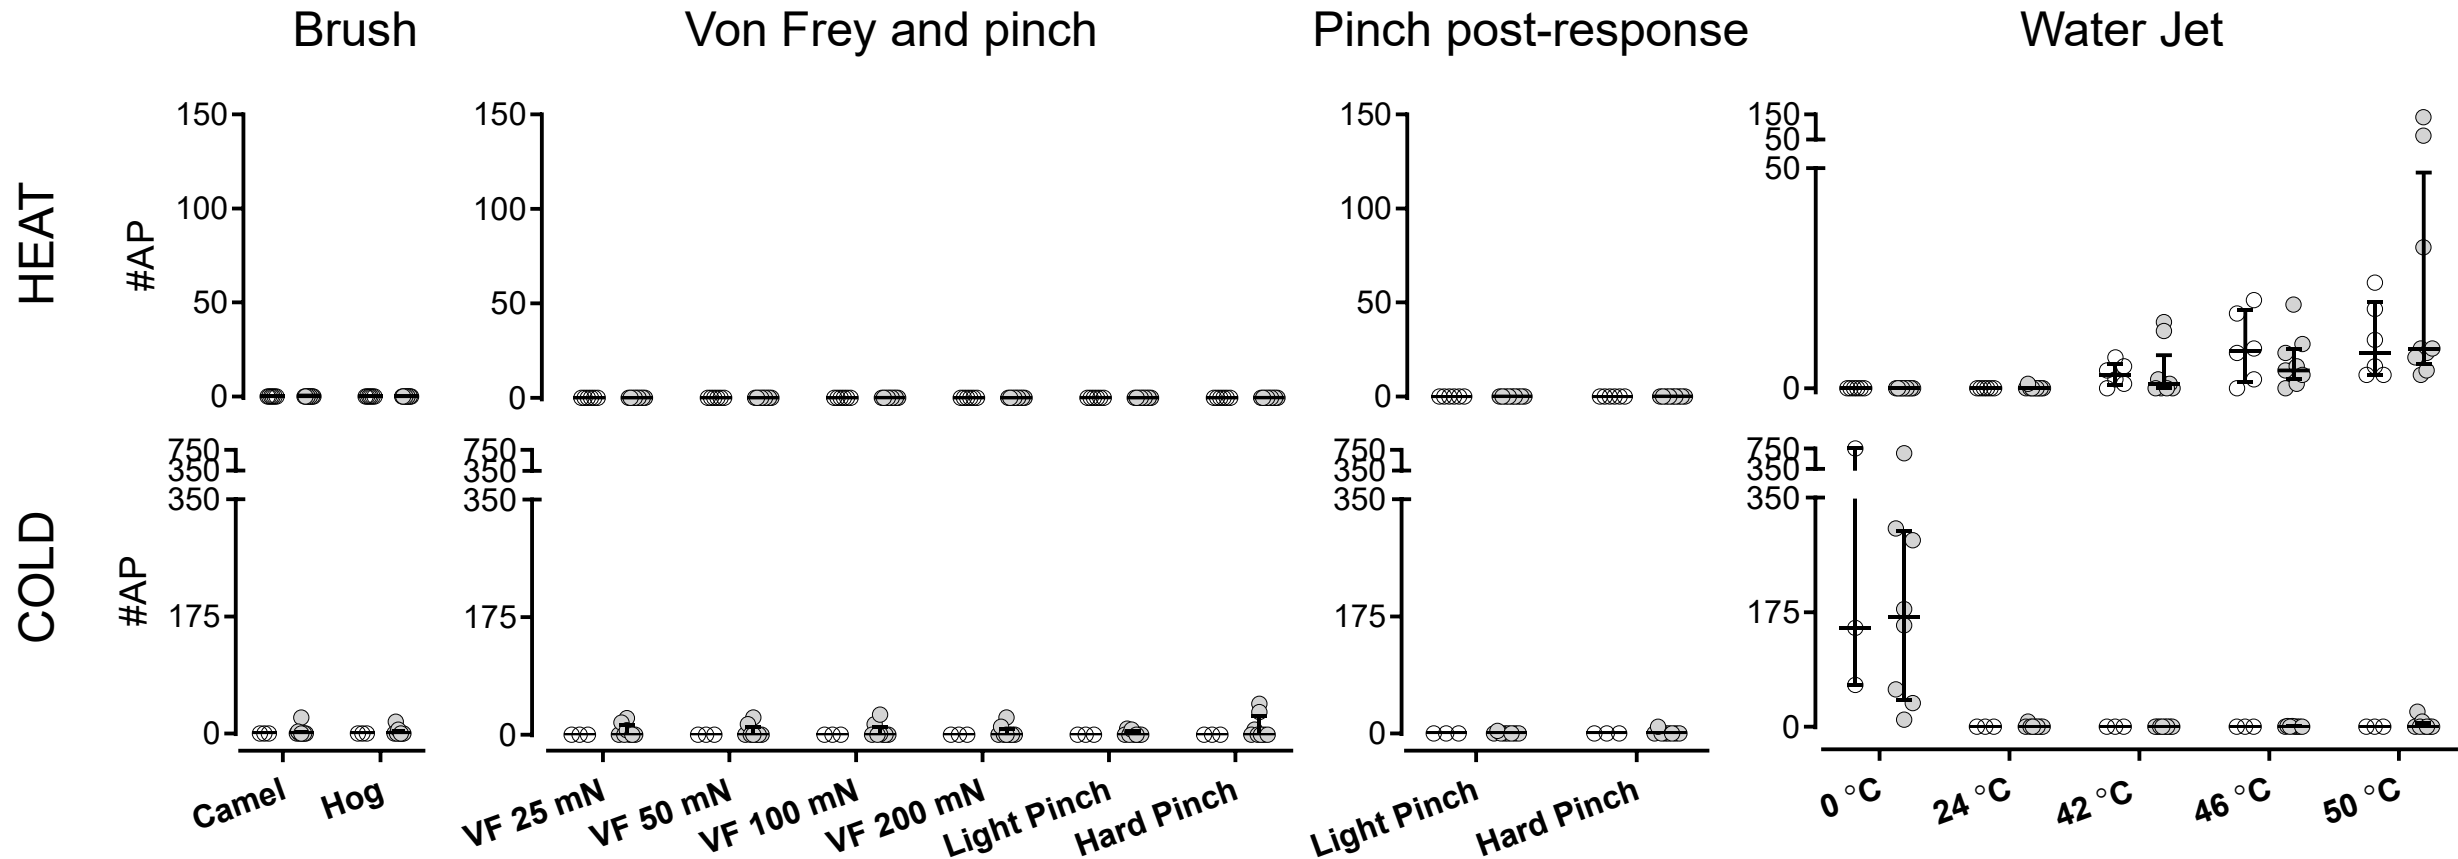 Brush
Von Frey and pinch
Pinch post-response
Water Jet
HEAT
#AP
150
100
50
0
150
100
50
0
150
100
50
0
150
50
50
0
COLD
#AP
750
350
350
175
0
750
350
350
175
0
750
350
350
175
0
750
350
350
175
0
Camel
Hog
VF 25 mN
VF 50 mN
VF 100 mN
VF 200 mN
Light Pinch
Hard Pinch
Light Pinch
Hard Pinch
0 °C
24 °C
42 °C
46 °C
50 °C